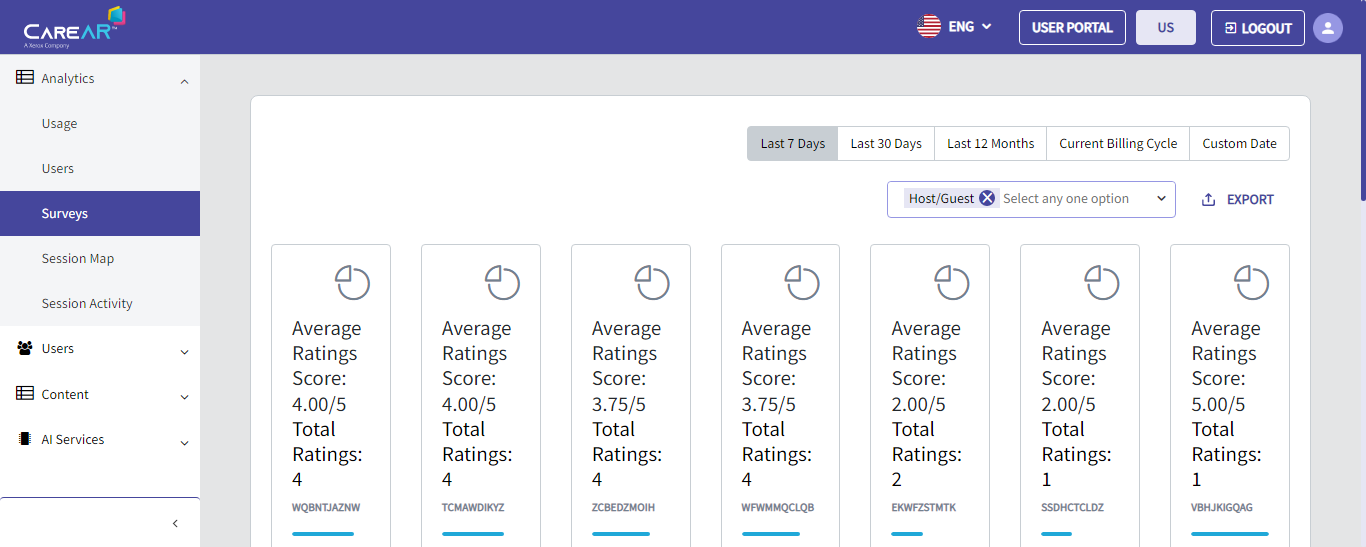 CAREAR™
A Xerox Company
ENG
USER PORTAL
US
LOGOUT
Analytics
Usage
Users
Surveys
Session Map
Session Activity
Users
Content
AI Services
Last 7 Days
Last 30 Days
Last 12 Months
Current Billing Cycle
Custom Date
Host/Guest
Select any one option
EXPORT
Average
Ratings
Score:
4.00/5
Total
Ratings:
4
WQBNTJAZNW
Average
Ratings
Score:
4.00/5
Total
Ratings:
4
TCMAWDIKYZ
Average
Ratings
Score:
3.75/5
Total
Ratings:
4
ZCBEDZMOIH
Average
Ratings
Score:
3.75/5
Total
Ratings:
4
WFWMMQCLQB
Average
Ratings
Score:
2.00/5
Total
Ratings:
2
EKWFZSTMTK
Average
Ratings
Score:
2.00/5
Total
Ratings:
1
SSDHCTCLDZ
Average
Ratings
Score:
5.00/5
Total
Ratings:
1
VBHJKIGQAG